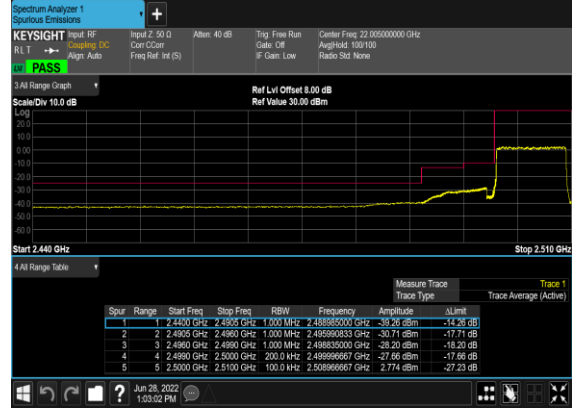 Spectrum Analyzer 1
Spurious Emissions
+
KEYSIGHT Input: RF Input Z: 50 Ω Atten: 40 dB Trig: Free Run Center Freq: 22.005000000 GHz
RLT Coupling: DC Corr CCorr Gate: Off Avg|Hold: 100/100
Align: Auto Freq Ref: Int (S) IF Gain: Low Radio Std: None
PASS
3 All Range Graph
Ref Lvl Offset 8.00 dB
Scale/Div 10.0 dB Ref Value 30.00 dBm
Log
20.0
10.0
0.00
-10.0
-20.0
-30.0
-40.0
-50.0
-60.0
Start 2.440 GHz Stop 2.510 GHz
4 All Range Table
Measure Trace Trace 1
Trace Type Trace Average (Active)
Spur Range Start Freq Stop Freq RBW Frequency Amplitude ΔLimit
1 1 2.4400 GHz 2.4905 GHz 1.000 MHz 2.488985000 GHz -39.26 dBm -14.26 dB
2 2 2.4905 GHz 2.4960 GHz 1.000 MHz 2.495990833 GHz -30.71 dBm -17.71 dB
3 3 2.4960 GHz 2.4990 GHz 1.000 MHz 2.498835000 GHz -28.20 dBm -18.20 dB
4 4 2.4990 GHz 2.5000 GHz 200.0 kHz 2.499996667 GHz -27.66 dBm -17.66 dB
5 5 2.5000 GHz 2.5100 GHz 100.0 kHz 2.508966667 GHz 2.774 dBm -27.23 dB
? Jun 28, 2022
1:03:02 PM